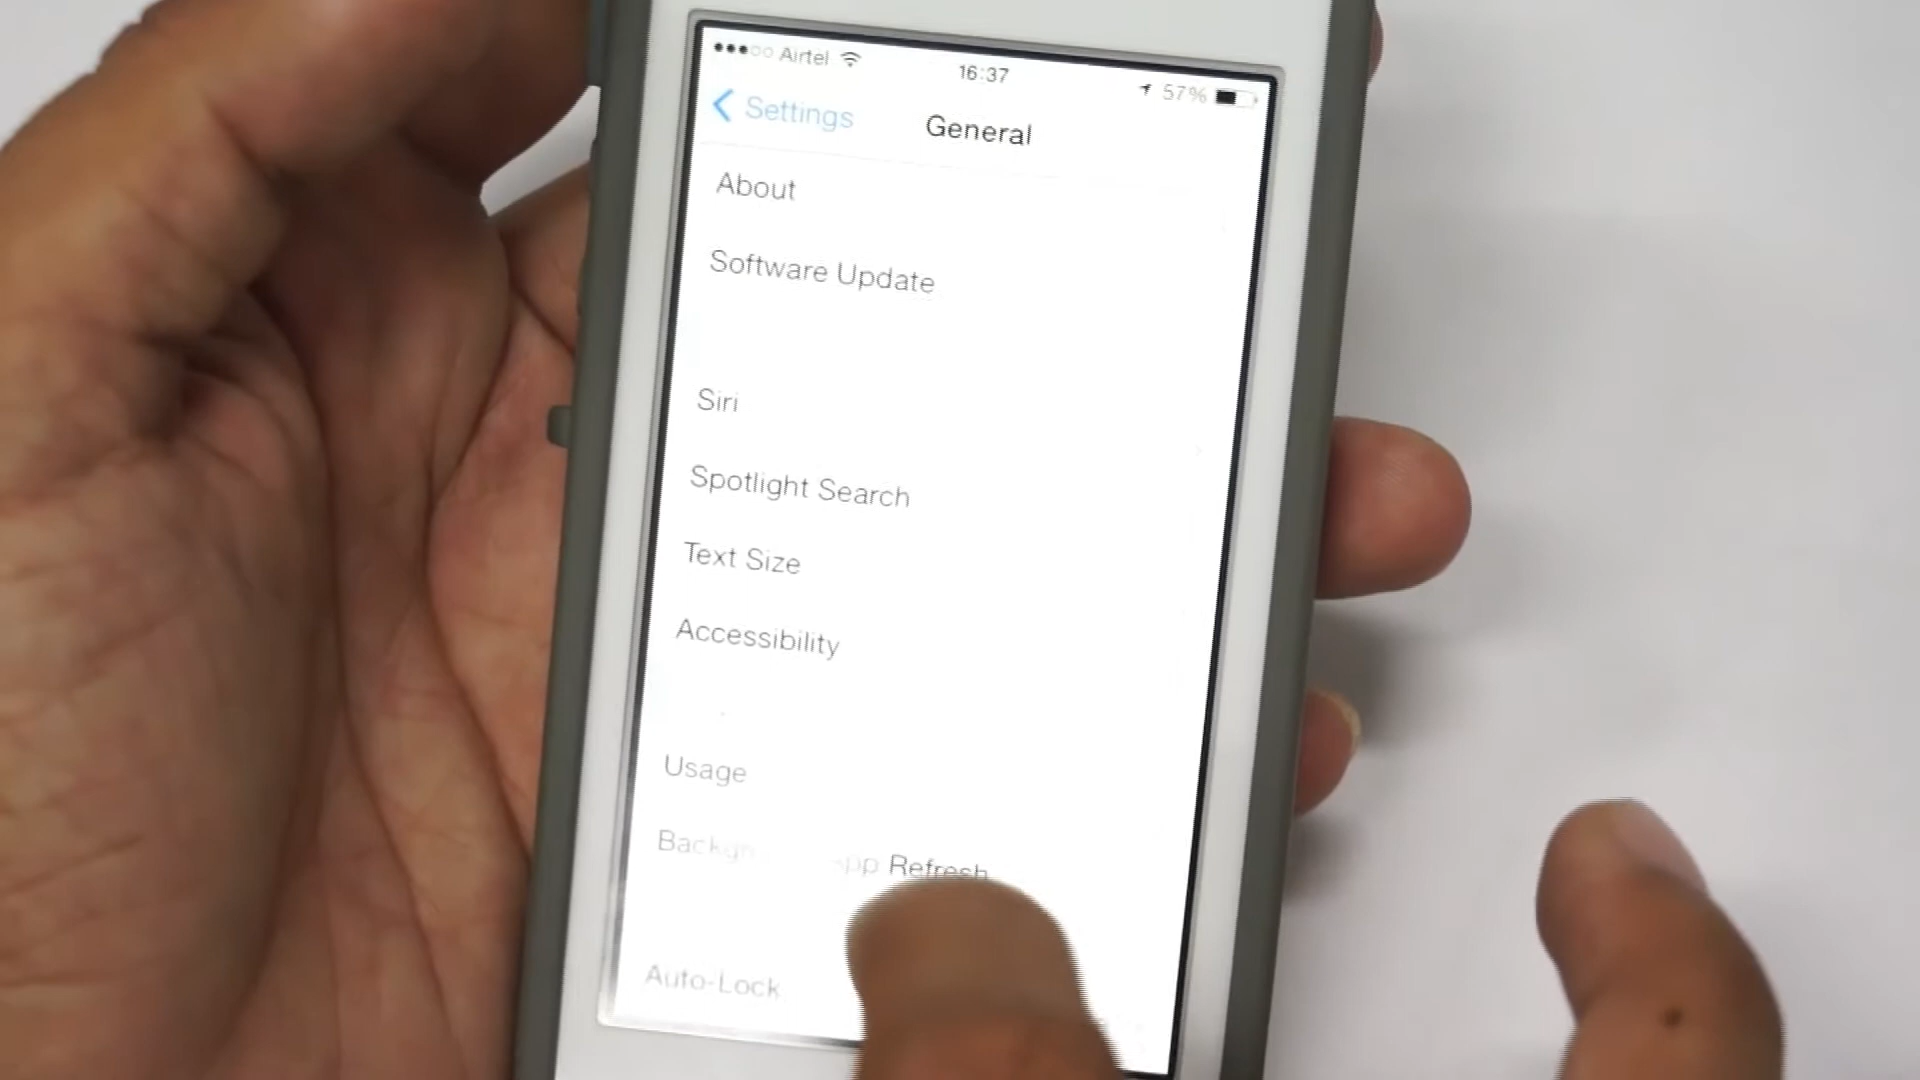 Airtel 16:37 57%
Settings General
About
Software Update
Siri
Spotlight Search
Text Size
Accessibility
Usage
Refresh
Auto-Lock